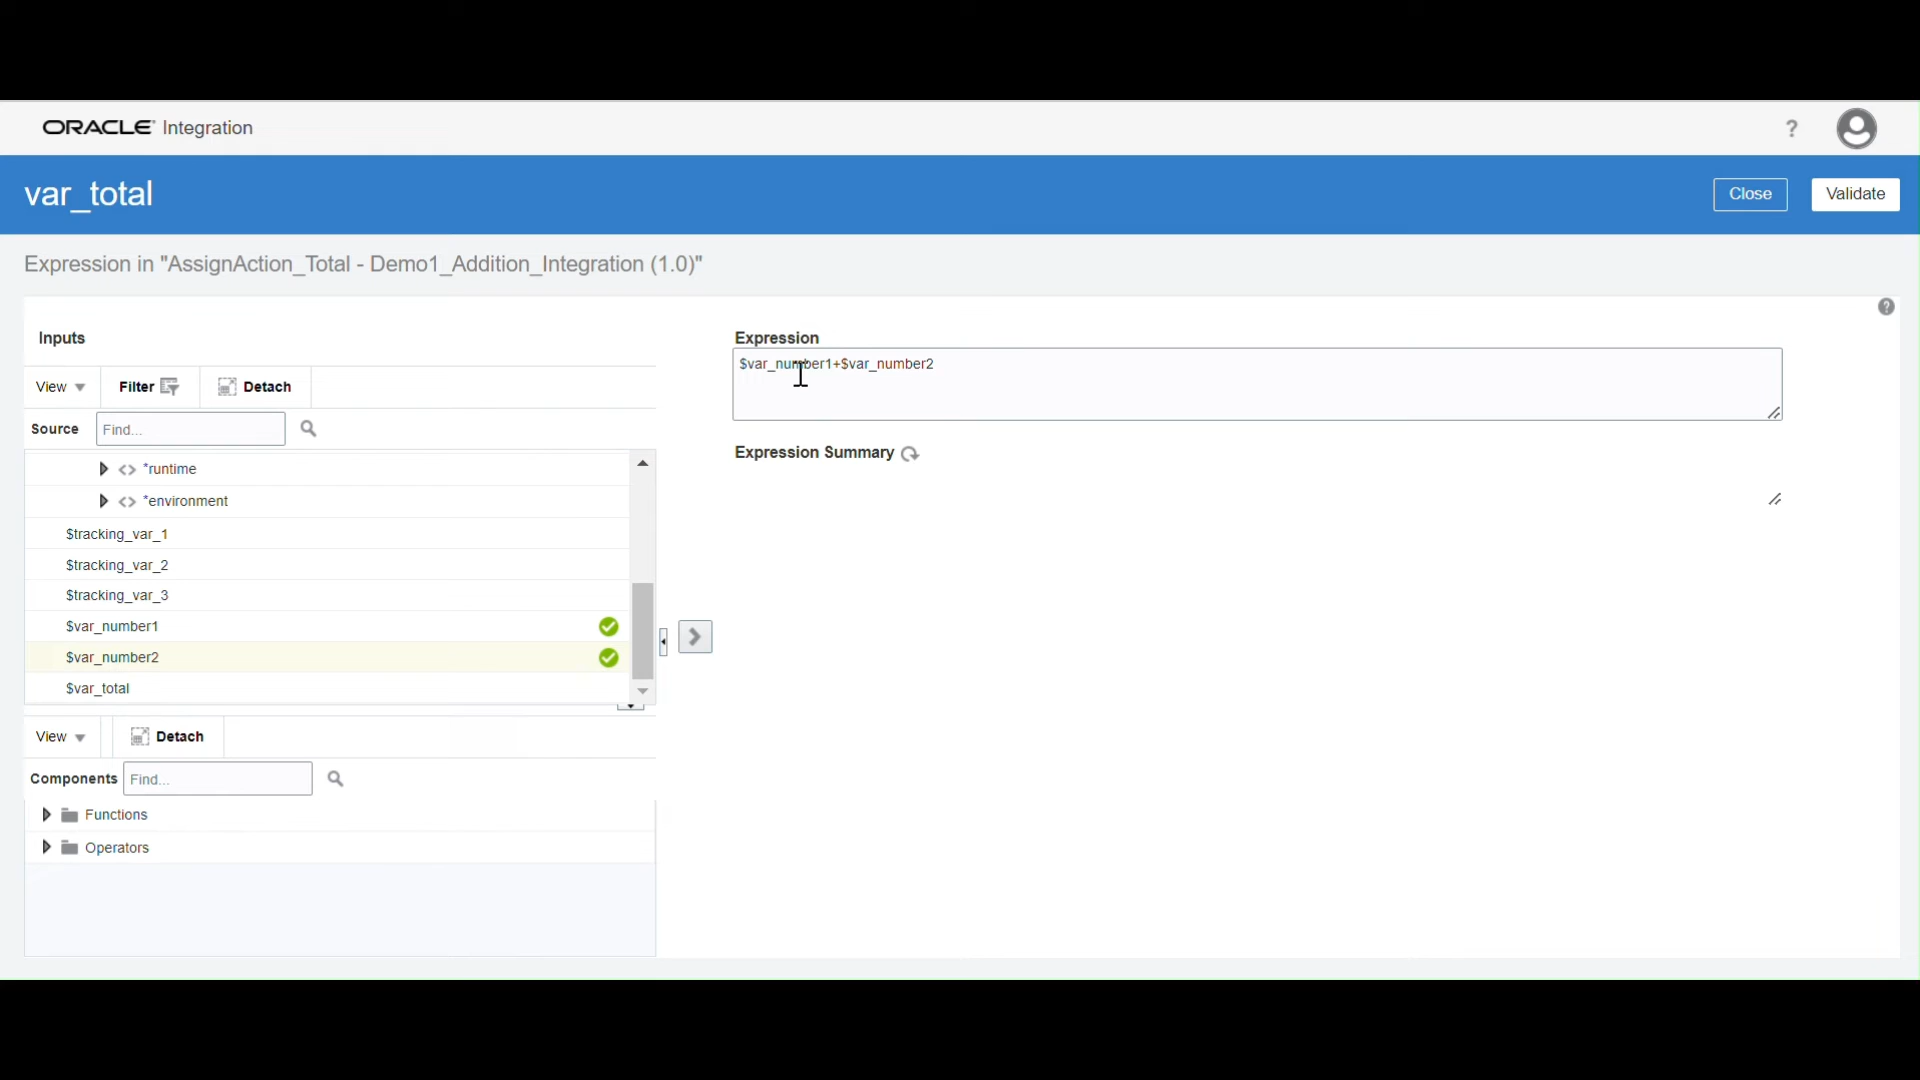 ORACLE Integration
?
var_total
Close
Validate
Expression in "AssignAction_Total - Demo1_Addition_Integration (1.0)"
?
Inputs
View
Filter
Detach
Source
Find...
<> *runtime
<> *environment
$tracking_var_1
$tracking_var_2
$tracking_var_3
$var_number1
$var_number2
$var_total
View
Detach
Components
Find...
Functions
Operators
Expression
$var_number1+$var_number2
Expression Summary